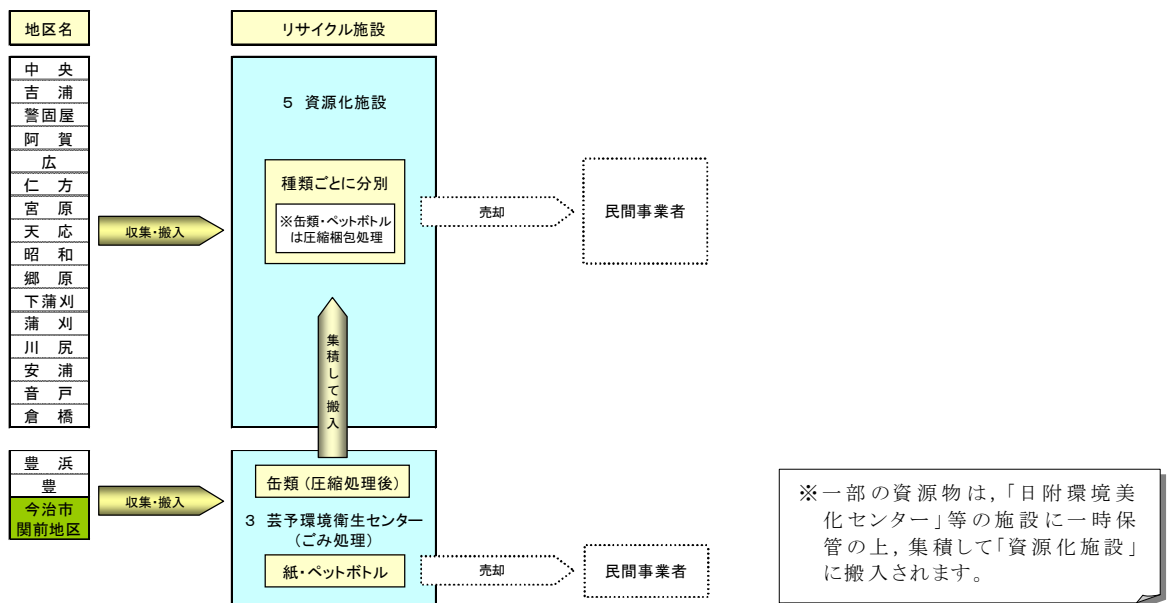 地区名
リサイクル施設
中 央
吉 浦
警固屋
阿 賀
広
仁 方
宮 原
天 応
昭 和
郷 原
下蒲刈
蒲 刈
川 尻
安 浦
音 戸
倉 橋
収集・搬入
5 資源化施設
種類ごとに分別
※缶類・ペットボトル
は圧縮梱包処理
売却
民間事業者
集積して搬入
豊 浜
豊
今治市
関前地区
収集・搬入
缶類(圧縮処理後)
3 芸予環境衛生センター
(ごみ処理)
紙・ペットボトル
売却
民間事業者
※一部の資源物は,「日附環境美
化センター」等の施設に一時保
管の上,集積して「資源化施設」
に搬入されます。